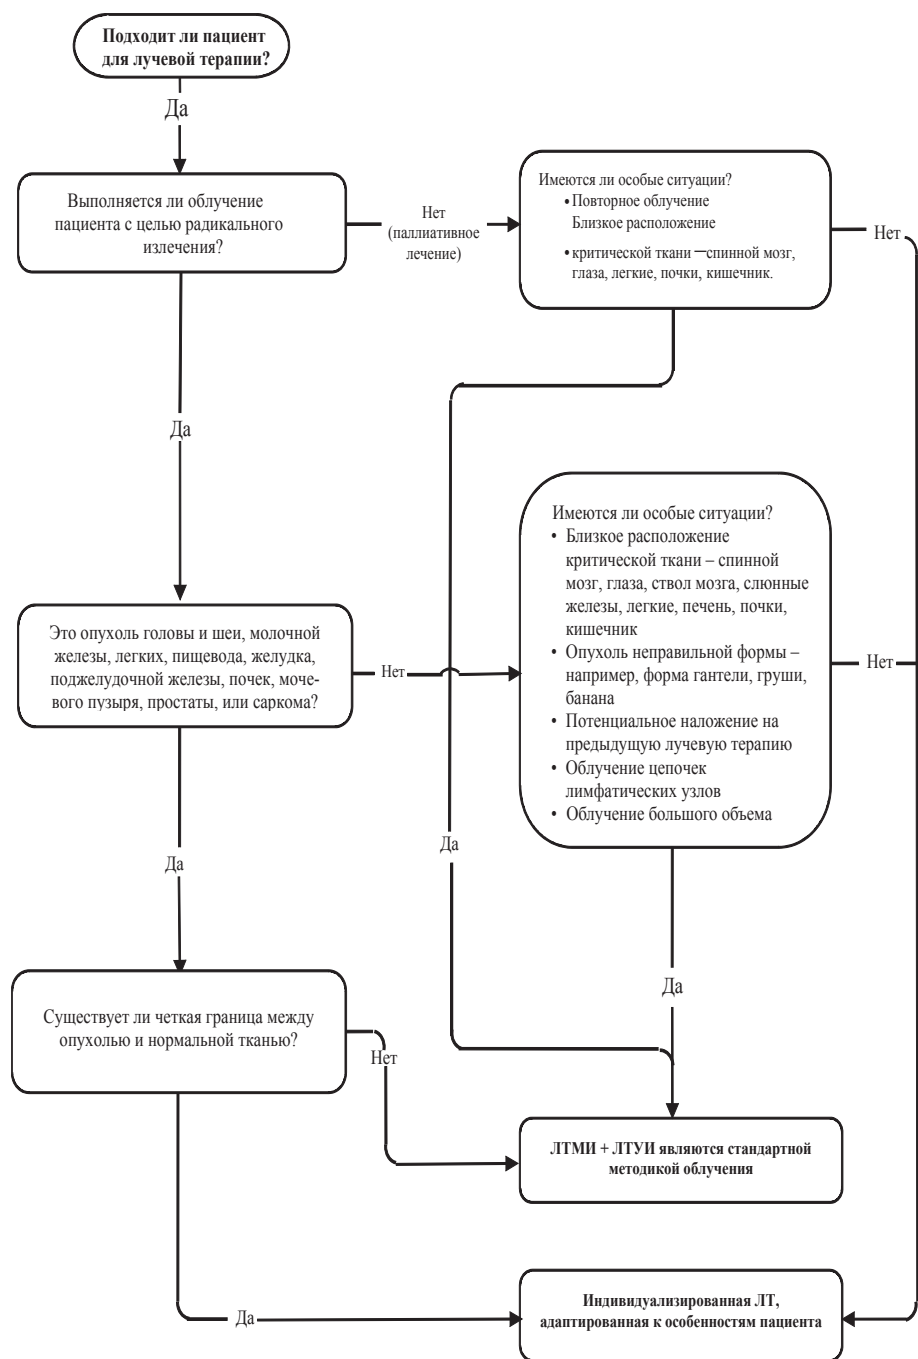 Подходит ли пациент
для лучевой терапии?
Да
Выполняется ли облучение
пациента с целью радикального
излечения?
Нет
(паллиативное
лечение)
Имеются ли особые ситуации?
• Повторное облучение
Близкое расположение
• критической ткани —спинной мозг,
глаза, легкие, почки, кишечник.
Нет
Да
Имеются ли особые ситуации?
• Близкое расположение
критической ткани – спинной
мозг, глаза, ствол мозга, слюнные
железы, легкие, печень, почки,
кишечник
• Опухоль неправильной формы –
например, форма гантели, груши,
банана
• Потенциальное наложение на
предыдущую лучевую терапию
• Облучение цепочек
лимфатических узлов
• Облучение большого объема
Это опухоль головы и шеи, молочной
железы, легких, пищевода, желудка,
поджелудочной железы, почек, моче-
вого пузыря, простаты, или саркома?
Нет
Нет
Да
Да
Да
Существует ли четкая граница между
опухолью и нормальной тканью?
Нет
ЛТМИ + ЛТУИ являются стандартной
методикой облучения
Да
Индивидуализированная ЛТ,
адаптированная к особенностям пациента